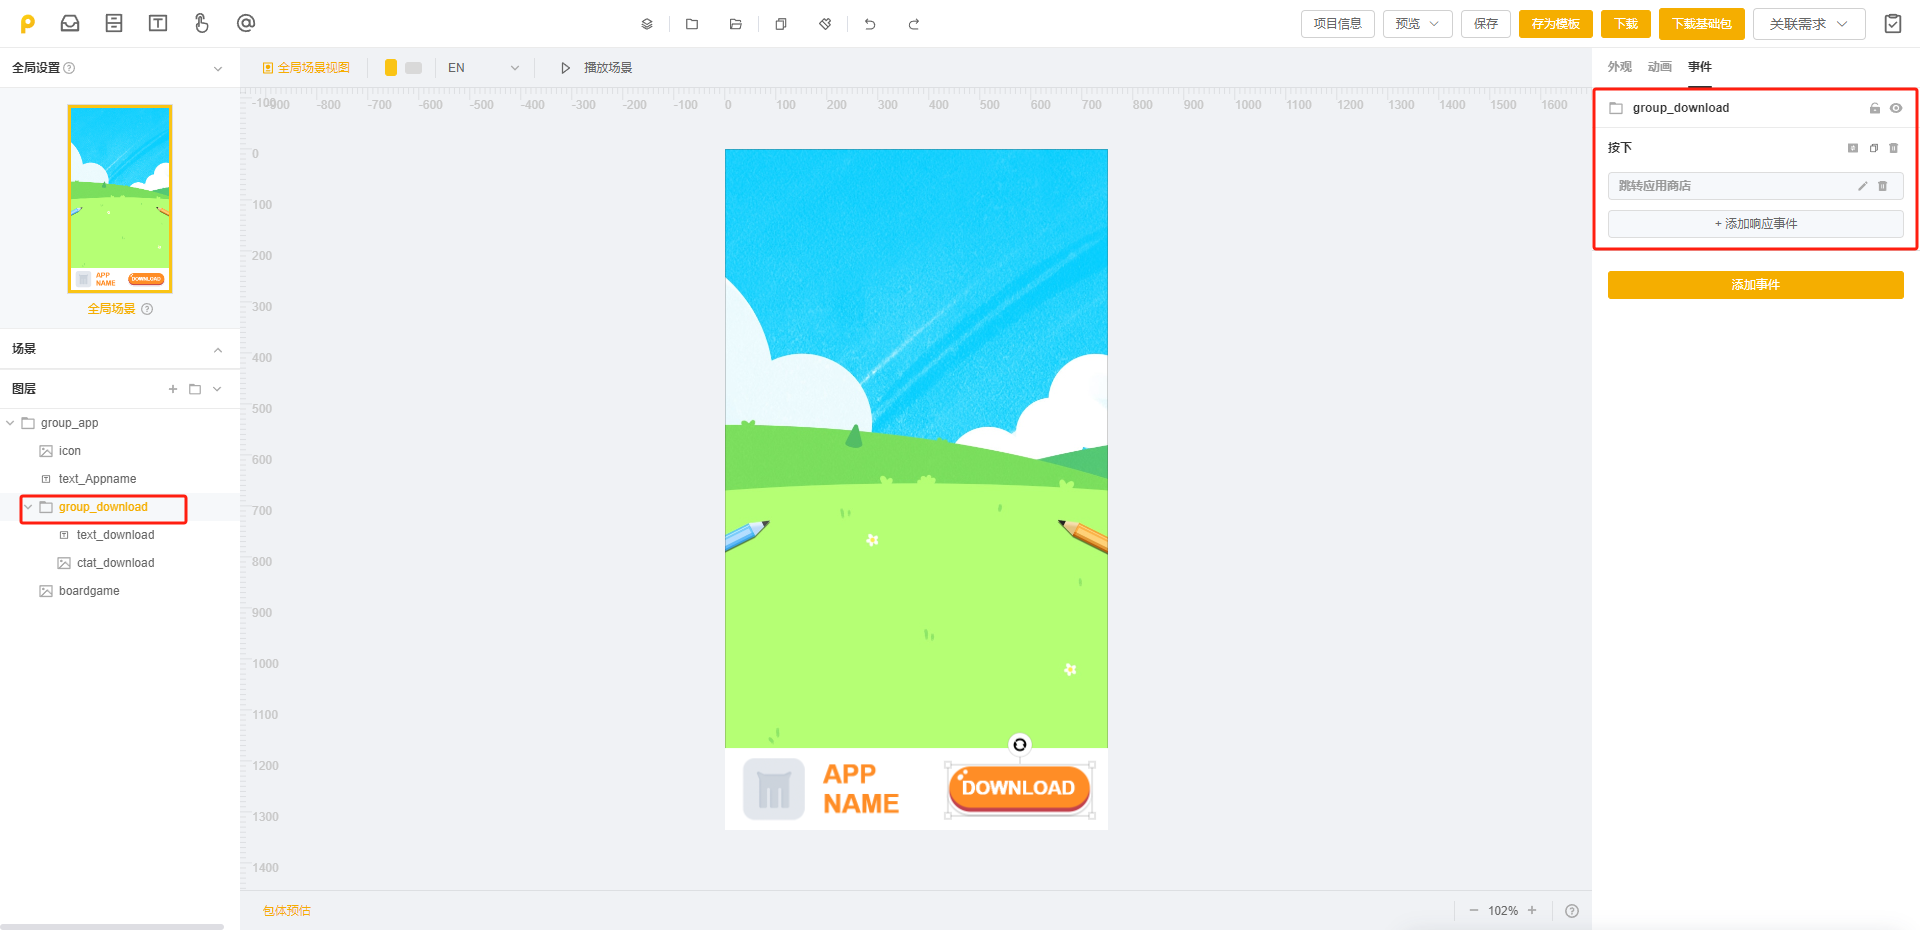 项目信息
预览
保存
存为模板
下载
下载基础包
关联需求
全局设置
全局场景视图
EN
播放场景
外观
动画
事件
-100
-900
-800
-700
-600
-500
-400
-300
-200
-100
0
100
200
300
400
500
600
700
800
900
1000
1100
1200
1300
1400
1500
1600
0
100
200
300
400
500
600
700
800
900
1000
1100
1200
1300
1400
APP
NAME
DOWNLOAD
全局场景
场景
图层
group_app
icon
text_Appname
group_download
text_download
ctat_download
boardgame
APP
NAME
DOWNLOAD
group_download
按下
跳转应用商店
+ 添加响应事件
添加事件
包体预估
102%